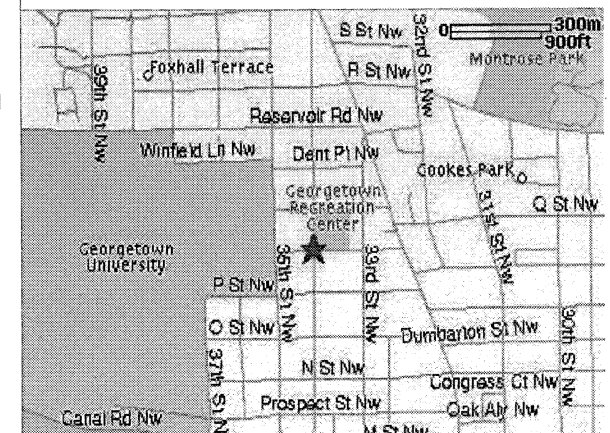 S St Nw
32nd St Nw
0 300m
900ft
Montrose Park
39th St Nw
Foxhall Terrace
R St Nw
Reservoir Rd Nw
Winfield Ln Nw
Dent Pl Nw
Cookes Park
Georgetown
Recreation
Center
31st St Nw
Q St Nw
Georgetown
University
35th St Nw
33rd St Nw
P St Nw
O St Nw
Dumbarton St Nw
30th St Nw
37th St N
N St Nw
Congress Ct Nw
Prospect St Nw
Oak Aly Nw
Canal Rd Nw
M St Nw